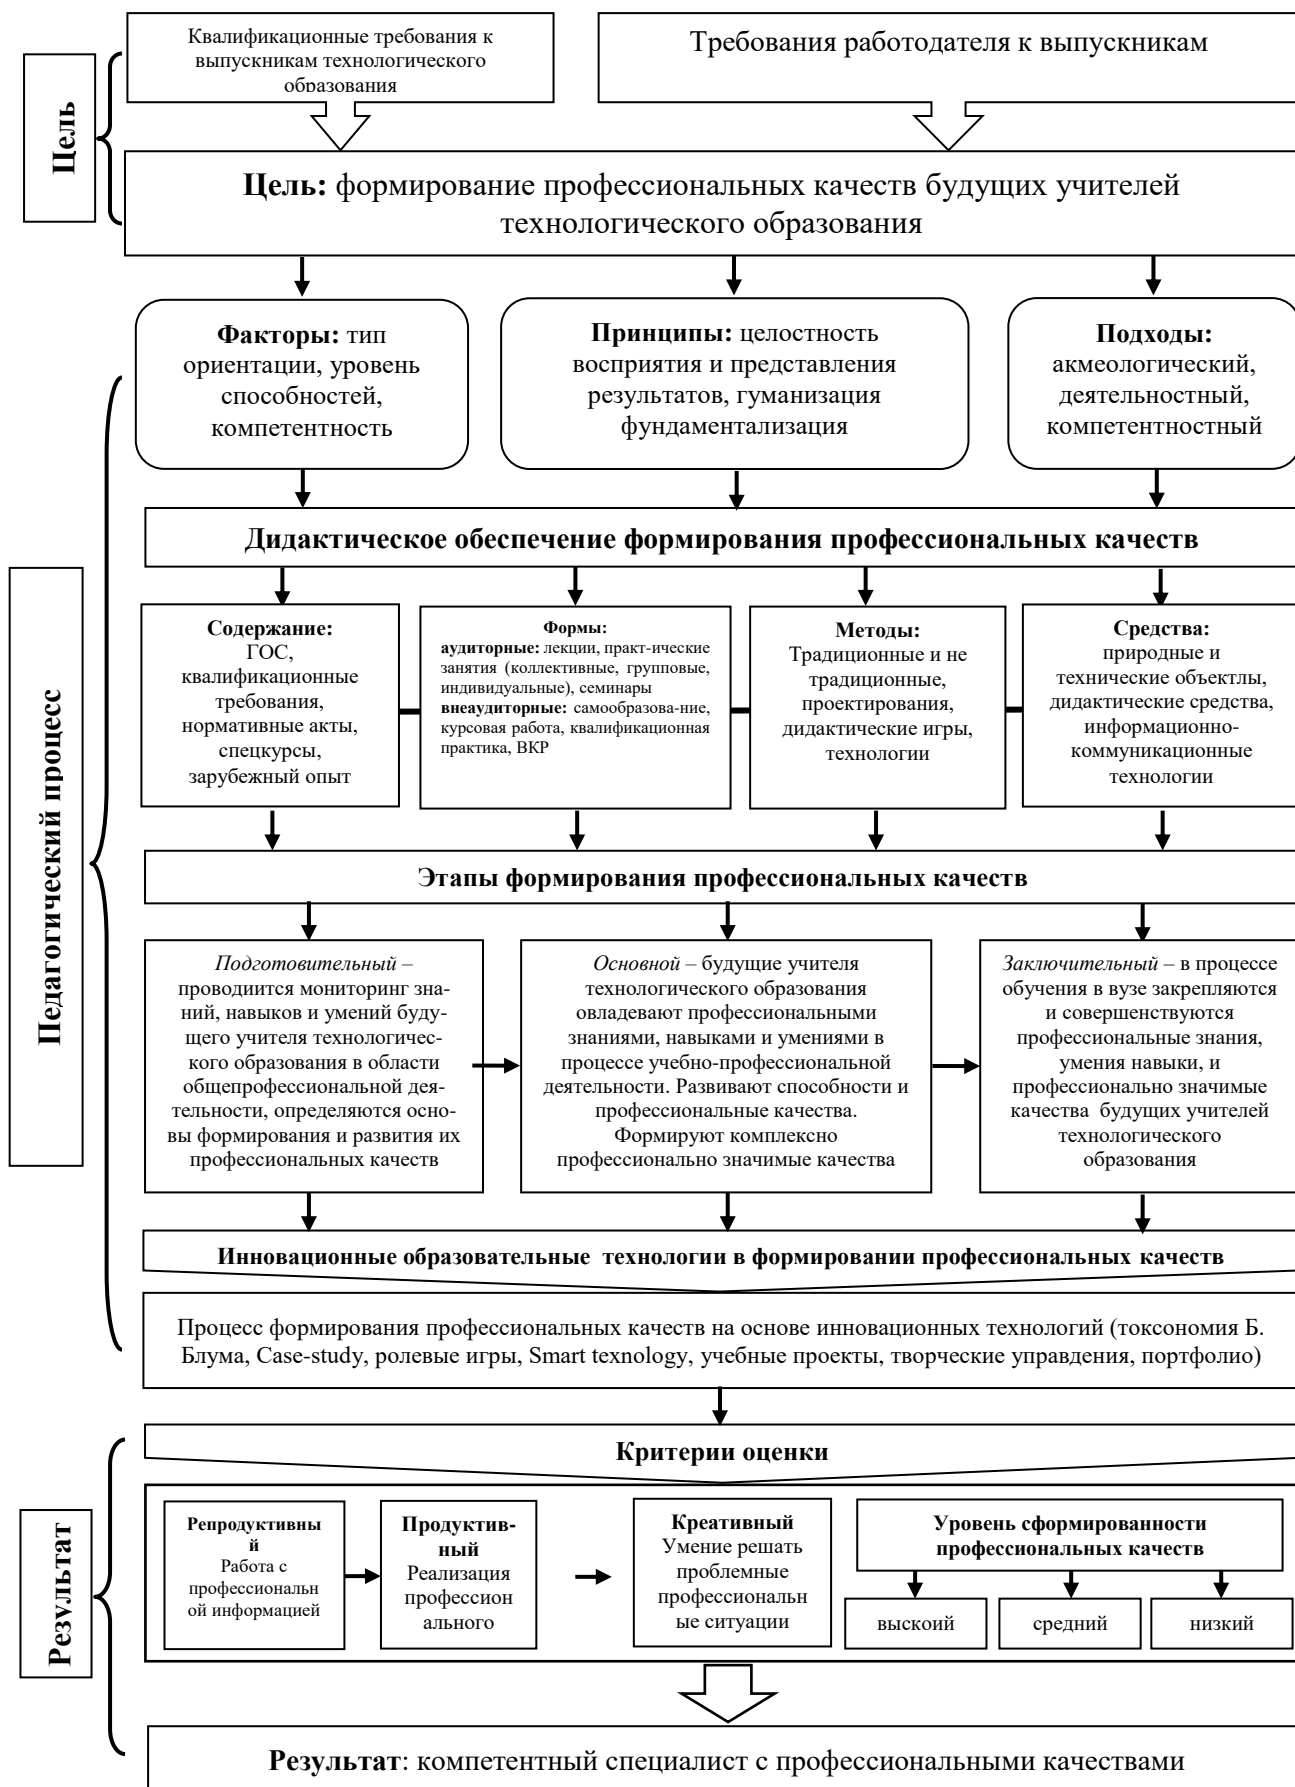 Цель
Квалификационные требования к
выпускникам технологического
образования
Требования работодателя к выпускникам
Цель: формирование профессиональных качеств будущих учителей
технологического образования
Педагогический процесс
Факторы: тип
ориентации, уровень
способностей,
компетентность
Принципы: целостность
восприятия и представления
результатов, гуманизация
фундаментализация
Подходы:
акмеологический,
деятельностный,
компетентностный
Дидактическое обеспечение формирования профессиональных качеств
Содержание:
ГОС,
квалификационные
требования,
нормативные акты,
спецкурсы,
зарубежный опыт
Формы:
аудиторные: лекции, практ-ические
занятия (коллективные, групповые,
индивидуальные), семинары
внеаудиторные: самообразова-ние,
курсовая работа, квалификационная
практика, ВКР
Методы:
Традиционные и не
традиционные,
проектирования,
дидактические игры,
технологии
Средства:
природные и
технические объектлы,
дидактические средства,
информационно-
коммуникационные
технологии
Этапы формирования профессиональных качеств
Подготовительный –
проводиится мониторинг зна-
ний, навыков и умений буду-
щего учителя технологичес-
кого образования в области
общепрофессиональной дея-
тельности, определяются осно-
вы формирования и развития их
профессиональных качеств
Основной – будущие учителя
технологического образования
овладевают профессиональными
знаниями, навыками и умениями в
процессе учебно-профессиональной
деятельности. Развивают способности и
профессиональные качества.
Формируют комплексно
профессионально значимые качества
Заключительный – в процессе
обучения в вузе закрепляются
и совершенствуются
профессиональные знания,
умения навыки, и
профессионально значимые
качества будущих учителей
технологического
образования
Инновационные образовательные технологии в формировании профессиональных качеств
Процесс формирования профессиональных качеств на основе инновационных технологий (токсономия Б.
Блума, Case-study, ролевые игры, Smart texnology, учебные проекты, творческие управдения, портфолио)
Результат
Критерии оценки
Репродуктивны
й
Работа с
профессиональн
ой информацией
Продуктив-
ный
Реализация
профессион
ального
Креативный
Умение решать
проблемные
профессиональн
ые ситуации
Уровень сформированности
профессиональных качеств
выскоий
средний
низкий
Результат: компетентный специалист с профессиональными качествами